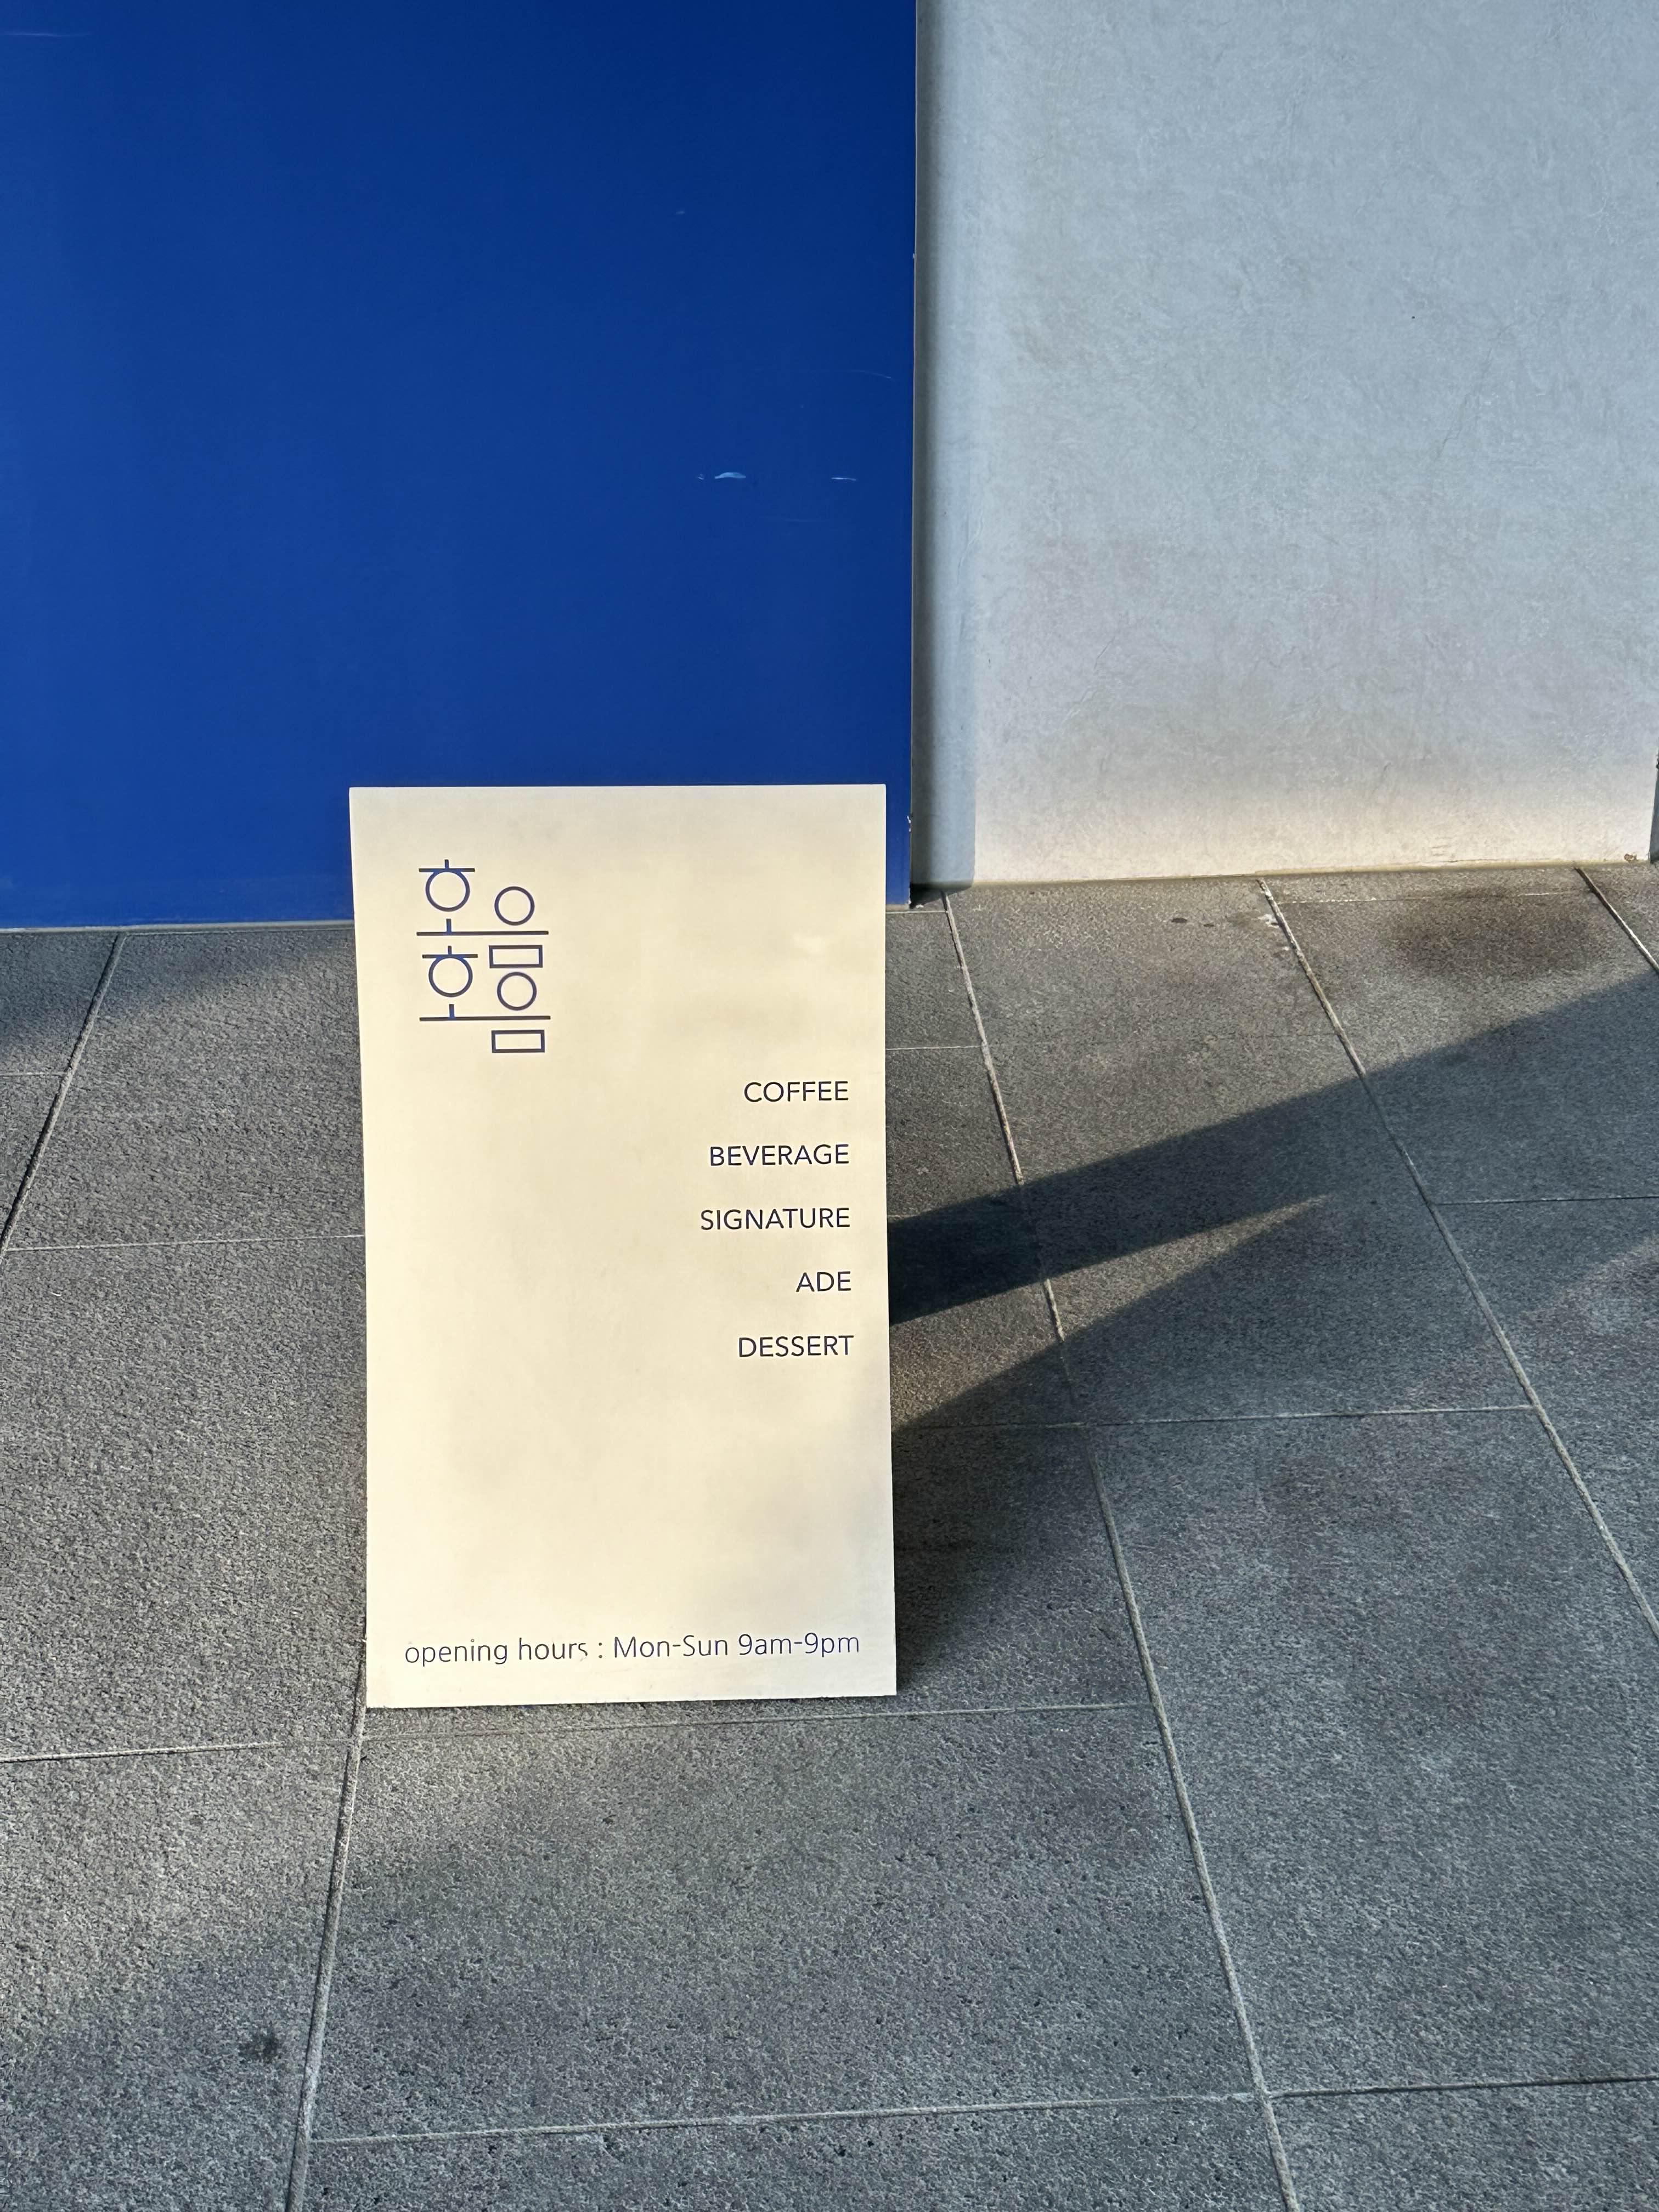 COFFEE
BEVERAGE
SIGNATURE
ADE
DESSERT
opening hours : Mon-Sun 9am-9pm